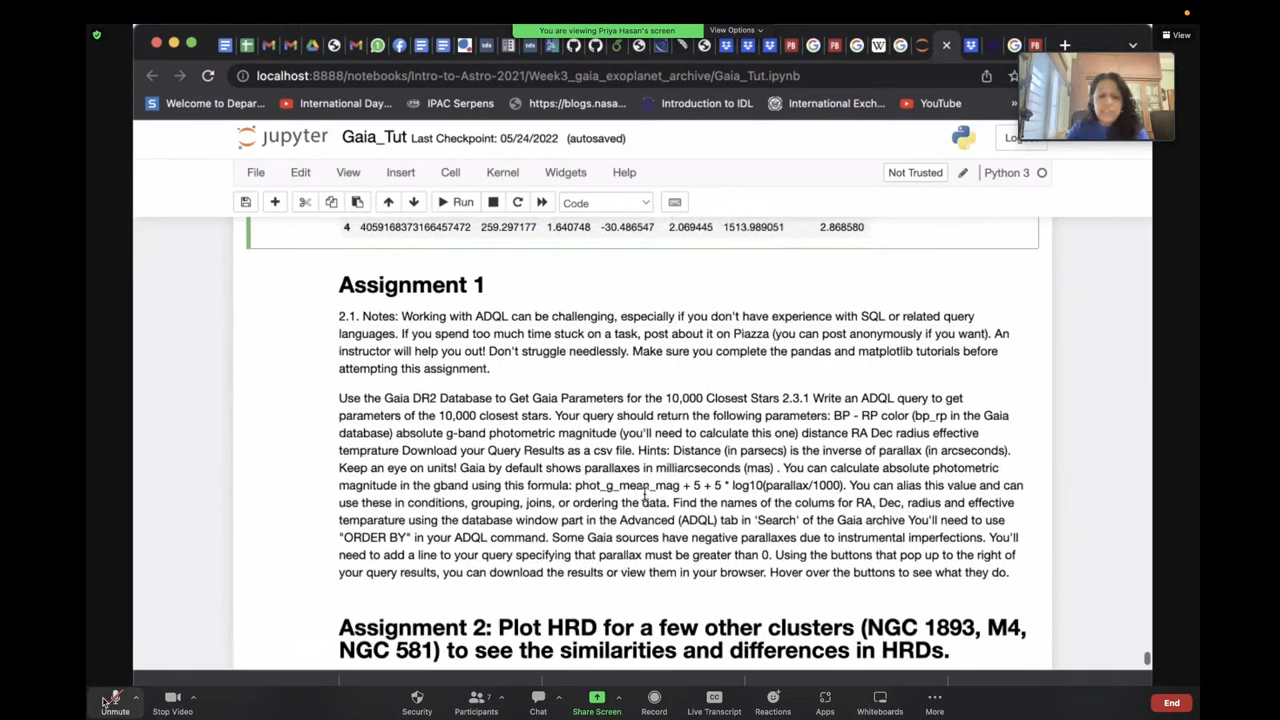 You are viewing Priya Hasan's screen
View Options
View
localhost:8888/notebooks/Intro-to-Astro-2021/Week3_gaia_exoplanet_archive/Gaia_Tut.ipynb
Welcome to Depar...
International Day...
IPAC Serpens
https://blogs.nasa...
Introduction to IDL
International Exch...
YouTube
»
jupyter Gaia_Tut Last Checkpoint: 05/24/2022 (autosaved)
File Edit View Insert Cell Kernel Widgets Help
Not Trusted
Python 3
Run
Code
4 4059168373166457472 259.297177 1.640748 -30.486547 2.069445 1513.989051 2.868580
Assignment 1
2.1. Notes: Working with ADQL can be challenging, especially if you don't have experience with SQL or related query
languages. If you spend too much time stuck on a task, post about it on Piazza (you can post anonymously if you want). An
instructor will help you out! Don't struggle needlessly. Make sure you complete the pandas and matplotlib tutorials before
attempting this assignment.
Use the Gaia DR2 Database to Get Gaia Parameters for the 10,000 Closest Stars 2.3.1 Write an ADQL query to get
parameters of the 10,000 closest stars. Your query should return the following parameters: BP - RP color (bp_rp in the Gaia
database) absolute g-band photometric magnitude (you'll need to calculate this one) distance RA Dec radius effective
temprature Download your Query Results as a csv file. Hints: Distance (in parsecs) is the inverse of parallax (in arcseconds).
Keep an eye on units! Gaia by default shows parallaxes in milliarcseconds (mas) . You can calculate absolute photometric
magnitude in the gband using this formula: phot_g_mean_mag + 5 + 5 * log10(parallax/1000). You can alias this value and can
use these in conditions, grouping, joins, or ordering the data. Find the names of the colums for RA, Dec, radius and effective
temparature using the database window part in the Advanced (ADQL) tab in 'Search' of the Gaia archive You'll need to use
"ORDER BY" in your ADQL command. Some Gaia sources have negative parallaxes due to instrumental imperfections. You'll
need to add a line to your query specifying that parallax must be greater than 0. Using the buttons that pop up to the right of
your query results, you can download the results or view them in your browser. Hover over the buttons to see what they do.
Assignment 2: Plot HRD for a few other clusters (NGC 1893, M4,
NGC 581) to see the similarities and differences in HRDs.
Unmute
Stop Video
Security
Participants
7
Chat
Share Screen
Record
Live Transcript
Reactions
Apps
Whiteboards
More
End